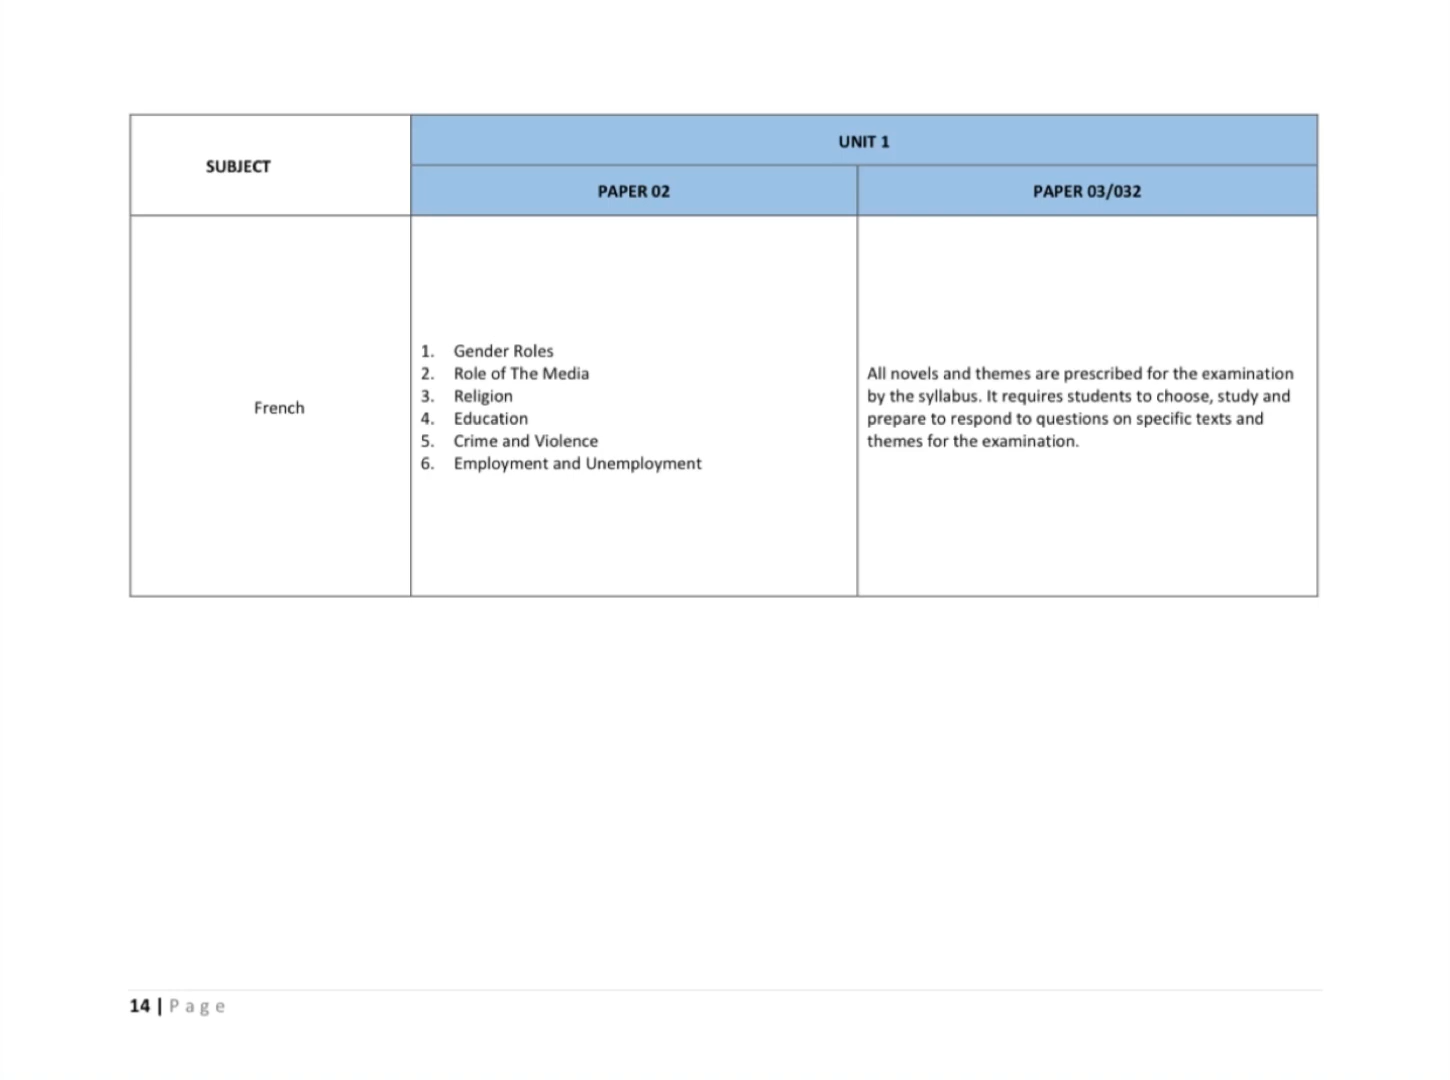 SUBJECT
UNIT 1
PAPER 02
PAPER 03/032
French
1. Gender Roles
2. Role of The Media
3. Religion
4. Education
5. Crime and Violence
6. Employment and Unemployment
All novels and themes are prescribed for the examination
by the syllabus. It requires students to choose, study and
prepare to respond to questions on specific texts and
themes for the examination.
14 | Page